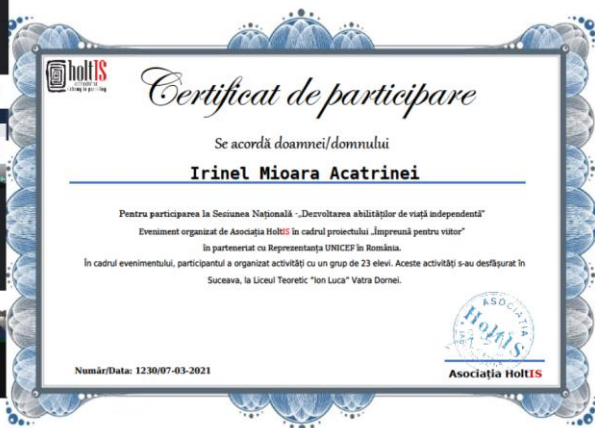 holtIS
Certificat de participare
Se acordă doamnei/domnului
Irinel Mioara Acatrinei
Pentru participarea la Sesiunea Națională -„Dezvoltarea abilităților de viață independentă"
Eveniment organizat de Asociația HoltIS în cadrul proiectului „Împreună pentru viitor"
în parteneriat cu Reprezentanța UNICEF în România.
În cadrul evenimentului, participantul a organizat activități cu un grup de 23 elevi. Aceste activități s-au desfășurat în
Suceava, la Liceul Teoretic "Ion Luca" Vatra Dornei.
ASOCIAȚIA
HoltIS
Număr/Data: 1230/07-03-2021
Asociația HoltIS